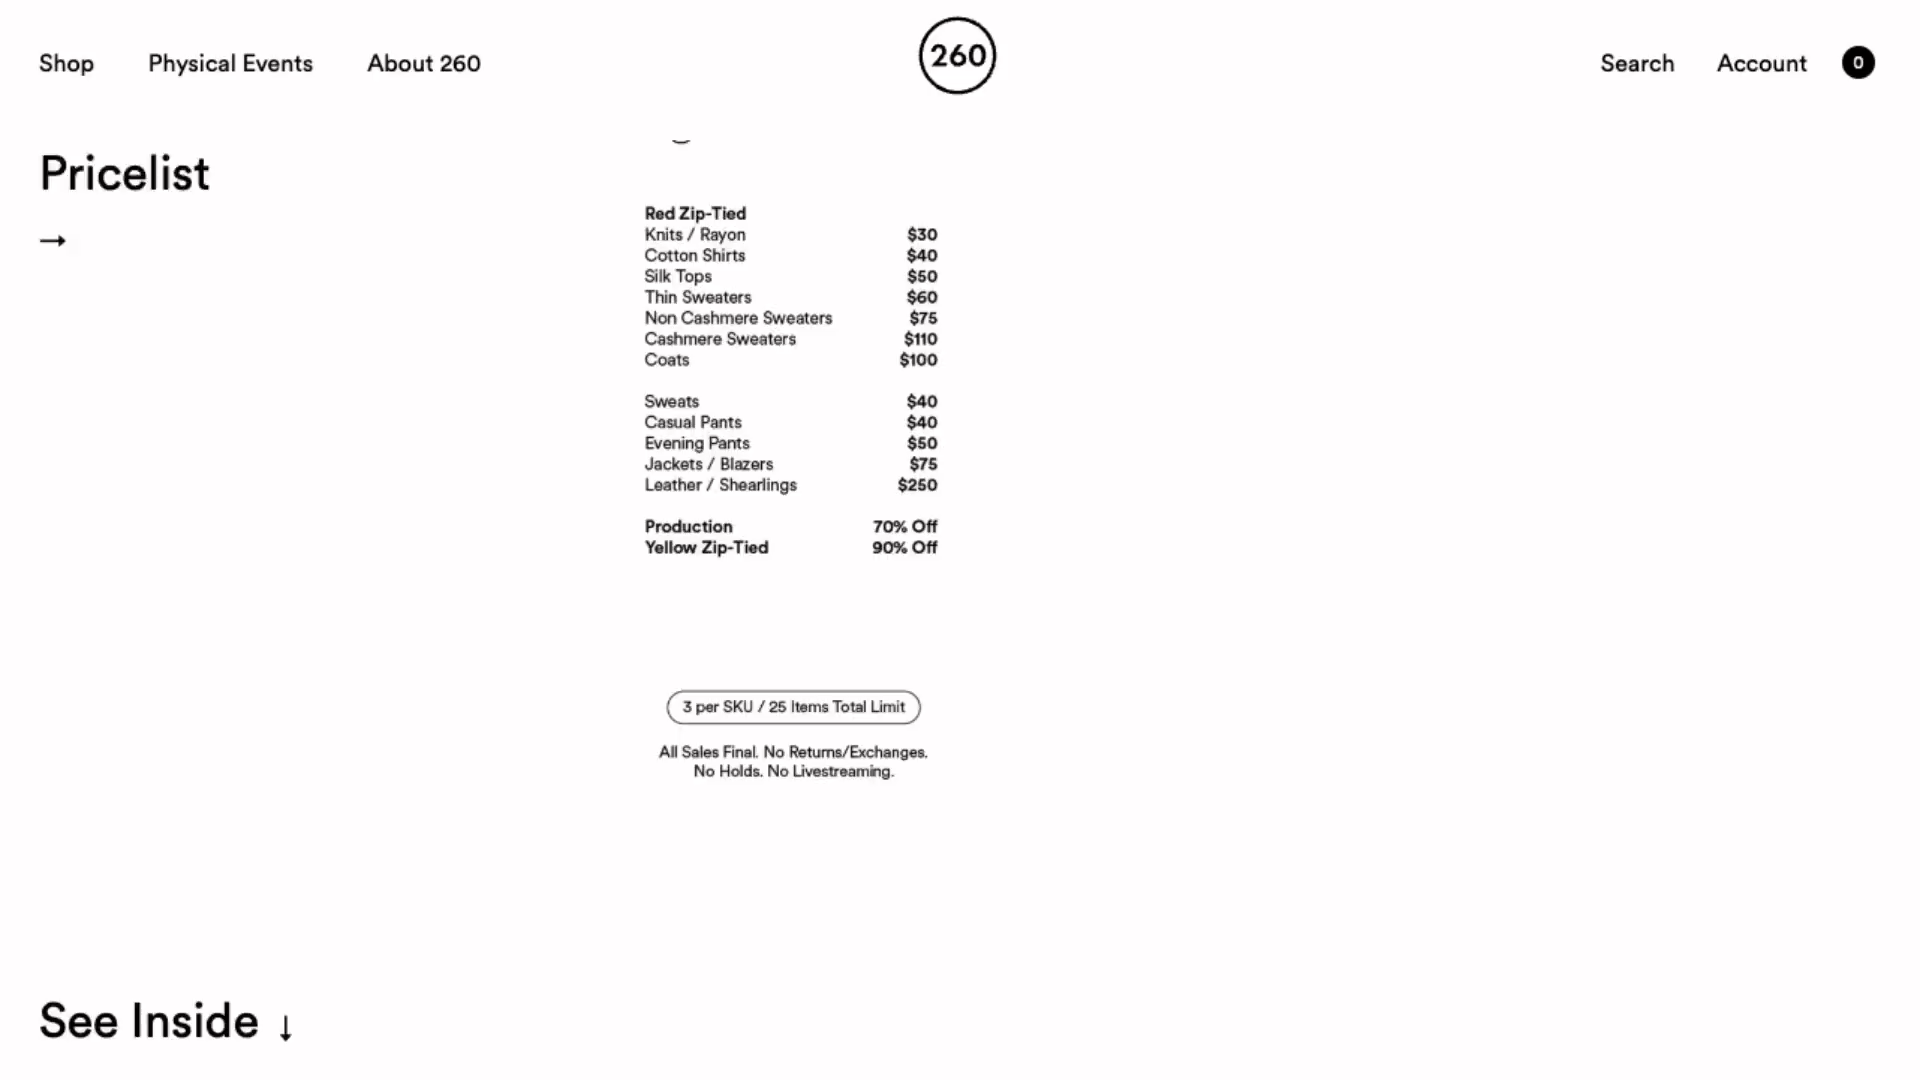 Shop Physical Events About 260
260
Search Account 0
Pricelist
→
Red Zip-Tied
Knits / Rayon $30
Cotton Shirts $40
Silk Tops $50
Thin Sweaters $60
Non Cashmere Sweaters $75
Cashmere Sweaters $110
Coats $100
Sweats $40
Casual Pants $40
Evening Pants $50
Jackets / Blazers $75
Leather / Shearlings $250
Production 70% Off
Yellow Zip-Tied 90% Off
3 per SKU / 25 Items Total Limit
All Sales Final. No Returns/Exchanges.
No Holds. No Livestreaming.
See Inside ↓